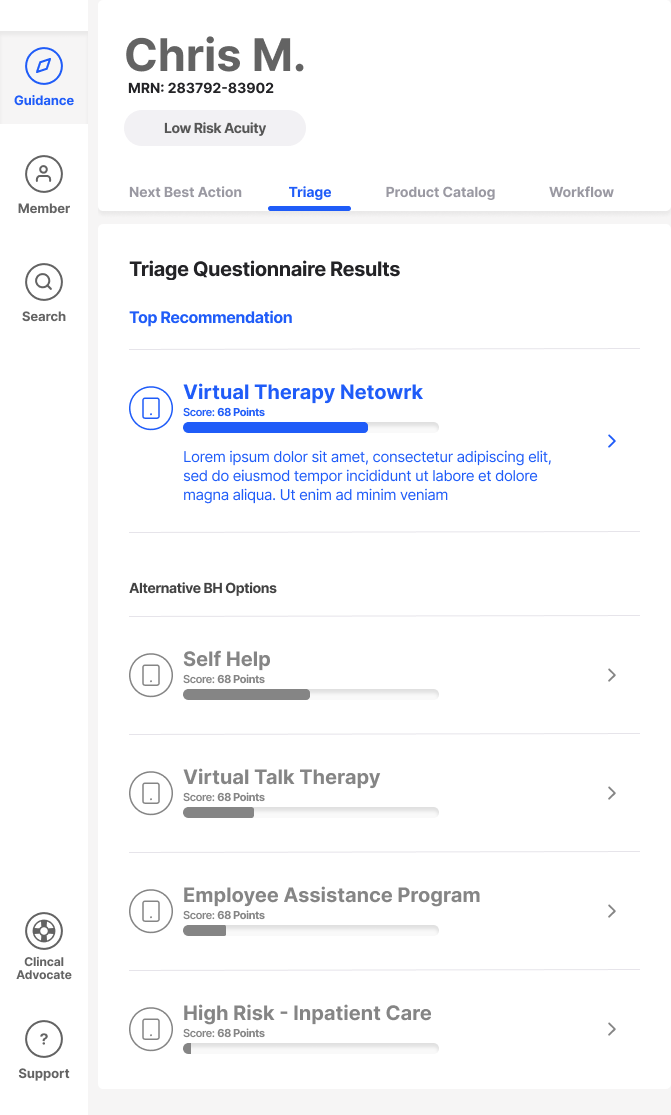 Guidance
Member
Search
Clincal
Advocate
?
Support
Chris M.
MRN: 283792-83902
Low Risk Acuity
Next Best Action
Triage
Product Catalog
Workflow
Triage Questionnaire Results
Top Recommendation
Virtual Therapy Netowrk
Score: 68 Points
Lorem ipsum dolor sit amet, consectetur adipiscing elit,
sed do eiusmod tempor incididunt ut labore et dolore
magna aliqua. Ut enim ad minim veniam
Alternative BH Options
Self Help
Score: 68 Points
Virtual Talk Therapy
Score: 68 Points
Employee Assistance Program
Score: 68 Points
High Risk - Inpatient Care
Score: 68 Points